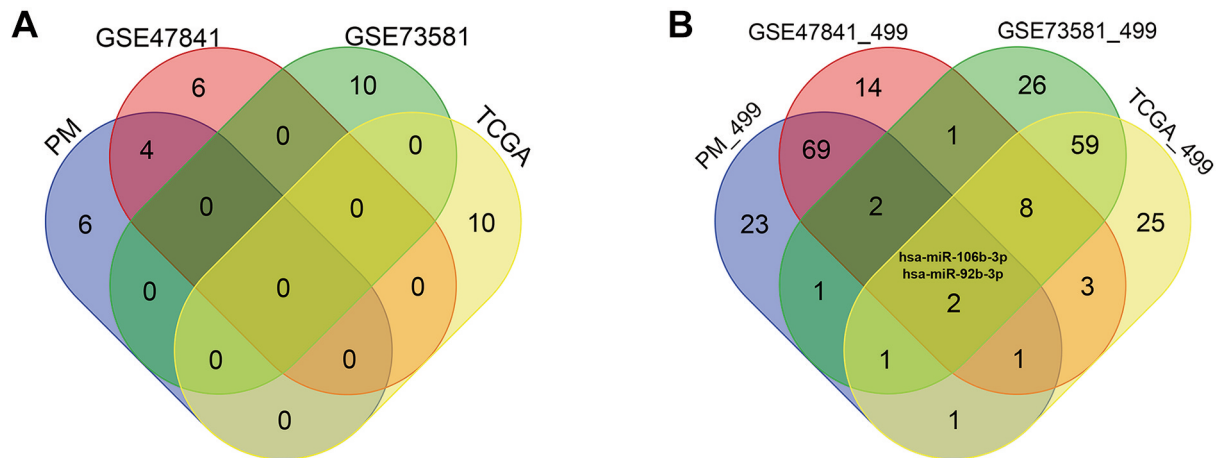 A
GSE47841
GSE73581
PM
TCGA
6
10
4
0
0
0
0
6
10
0
0
0
0
0
0
B
GSE47841_499
GSE73581_499
PM_499
TCGA_499
14
26
69
1
59
2
8
23
25
hsa-miR-106b-3p
hsa-miR-92b-3p
1
2
3
1
1
1